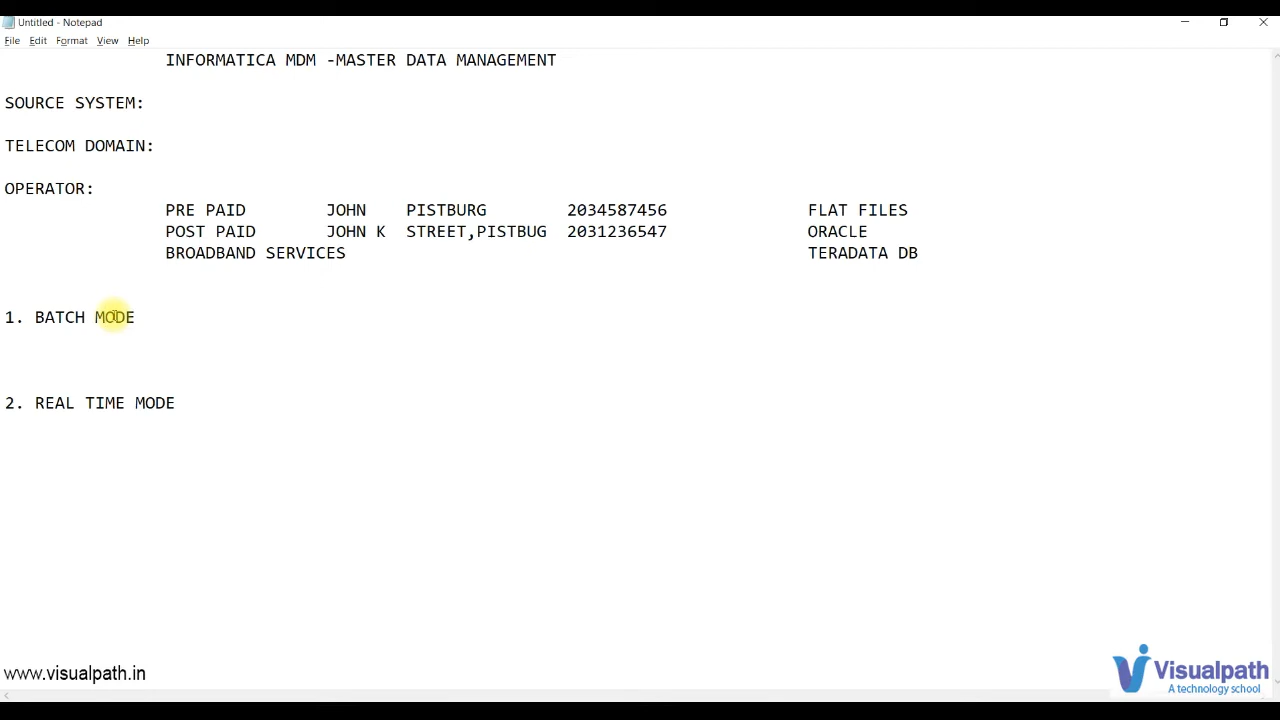 Untitled - Notepad
File Edit Format View Help
INFORMATICA MDM -MASTER DATA MANAGEMENT
SOURCE SYSTEM:
TELECOM DOMAIN:
OPERATOR:
PRE PAID JOHN PISTBURG 2034587456 FLAT FILES
POST PAID JOHN K STREET,PISTBUG 2031236547 ORACLE
BROADBAND SERVICES TERADATA DB
1. BATCH MODE
2. REAL TIME MODE
www.visualpath.in
Visualpath
A technology school